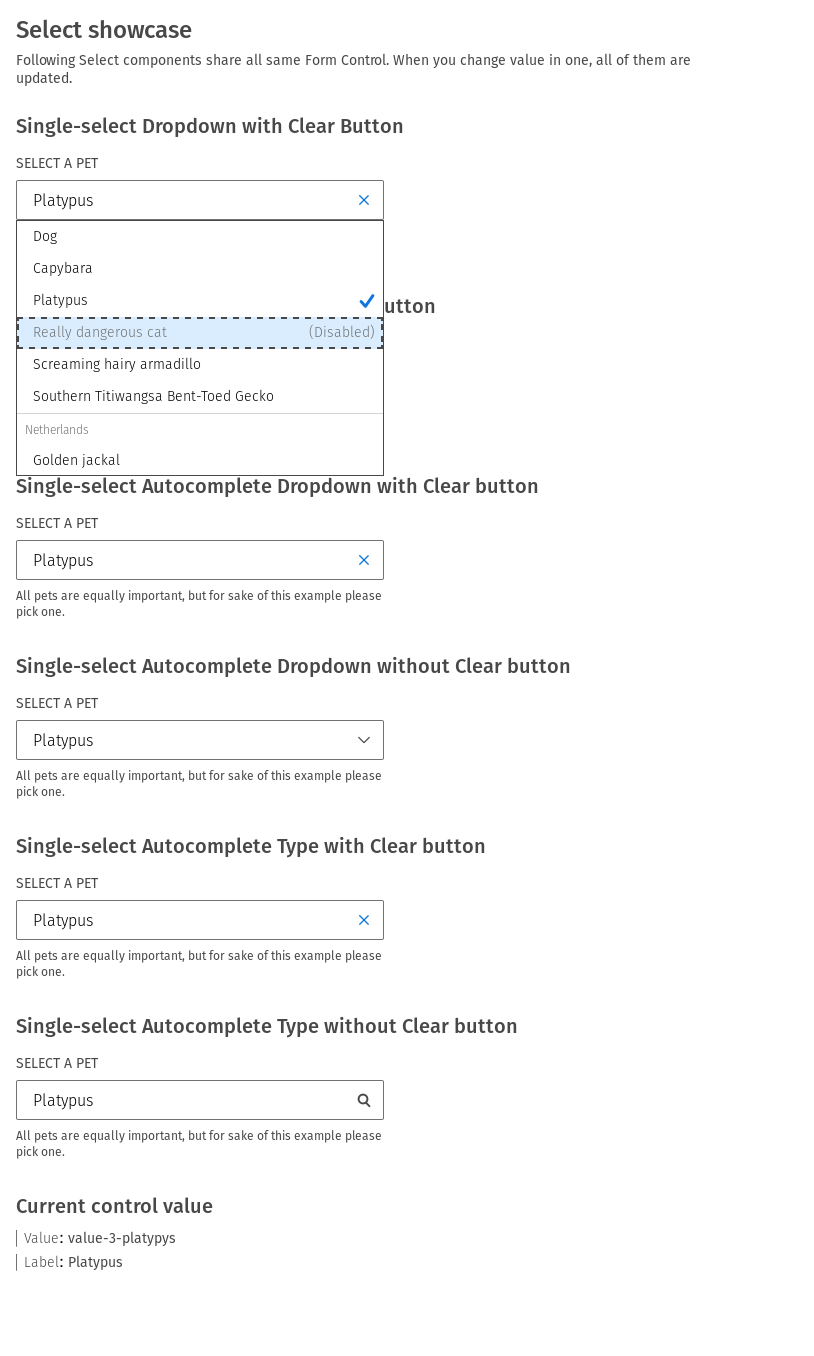 Select showcase
Following Select components share all same Form Control. When you change value in one, all of them are
updated.
Single-select Dropdown with Clear Button
SELECT A PET
Platypus
Dog
Capybara
Platypus
utton
Really dangerous cat (Disabled)
Screaming hairy armadillo
Southern Titiwangsa Bent-Toed Gecko
Netherlands
Golden jackal
Single-select Autocomplete Dropdown with Clear button
SELECT A PET
Platypus
All pets are equally important, but for sake of this example please
pick one.
Single-select Autocomplete Dropdown without Clear button
SELECT A PET
Platypus
All pets are equally important, but for sake of this example please
pick one.
Single-select Autocomplete Type with Clear button
SELECT A PET
Platypus
All pets are equally important, but for sake of this example please
pick one.
Single-select Autocomplete Type without Clear button
SELECT A PET
Platypus
All pets are equally important, but for sake of this example please
pick one.
Current control value
Value: value-3-platypys
Label: Platypus